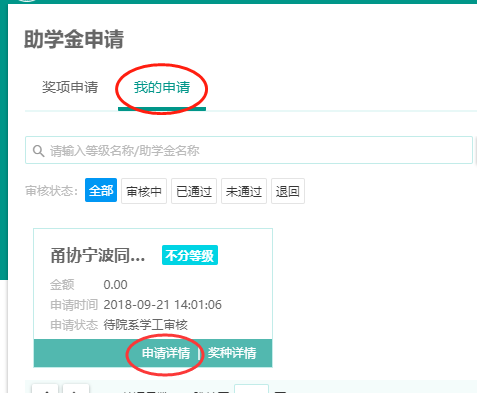 助学金申请
奖项申请 我的申请
请输入等级名称/助学金名称
审核状态： 全部 审核中 已通过 未通过 退回
甬协宁波同... 不分等级
金额 0.00
申请时间 2018-09-21 14:01:06
申请状态 待院系学工审核
申请详情 奖种详情